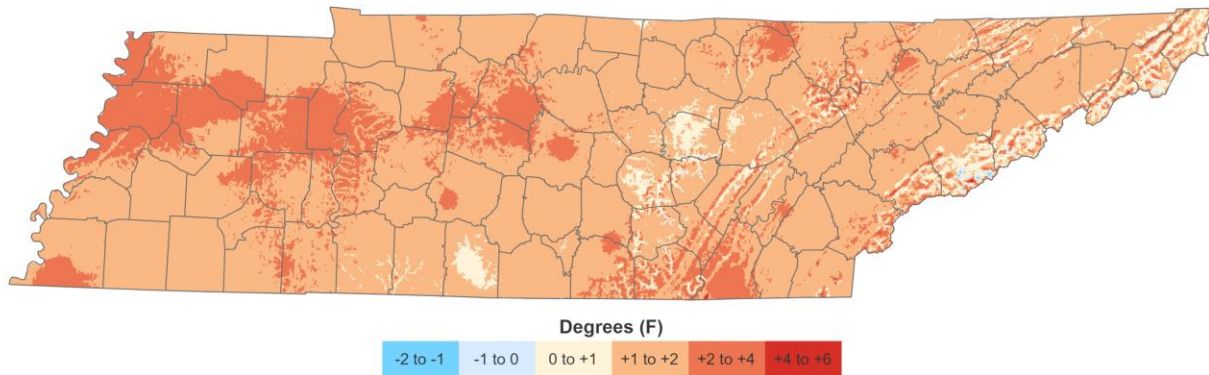 Degrees (F)
-2 to -1 -1 to 0 0 to +1 +1 to +2 +2 to +4 +4 to +6